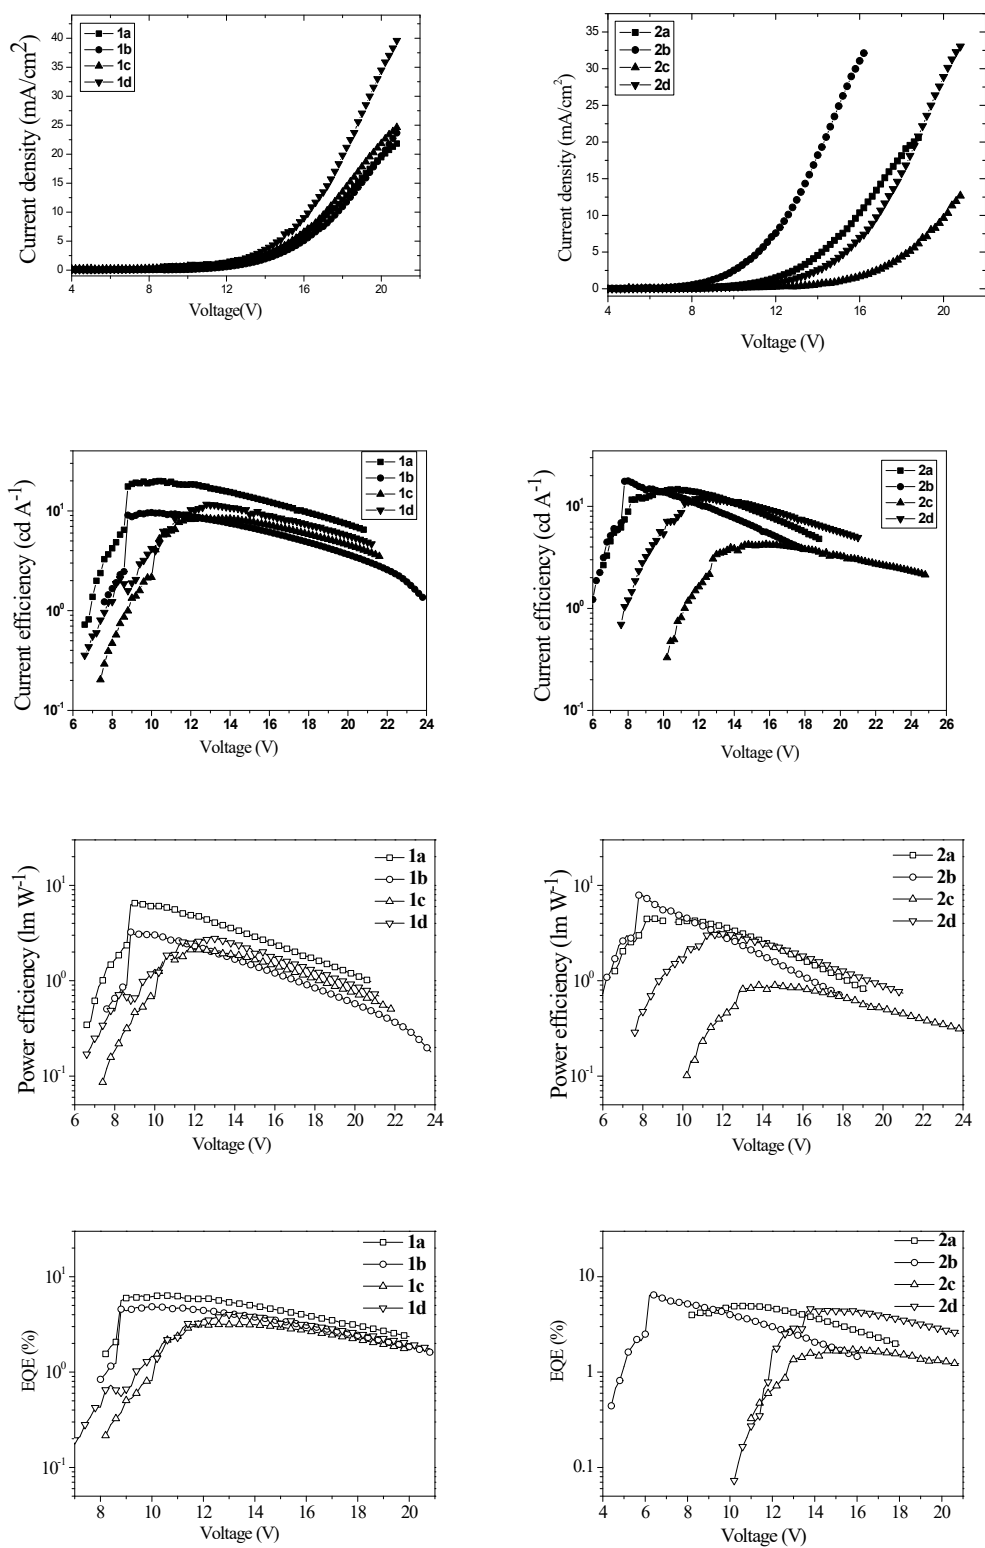 Current density (mA/cm²)
40
35
30
25
20
15
10
5
0
1a
1b
1c
1d
4 8 12 16 20
Voltage(V)
Current density (mA/cm²)
35
30
25
20
15
10
5
0
2a
2b
2c
2d
4 8 12 16 20
Voltage (V)
Current efficiency (cd A⁻¹)
10¹
10⁰
10⁻¹
1a
1b
1c
1d
6 8 10 12 14 16 18 20 22 24
Voltage (V)
Current efficiency (cd A⁻¹)
10¹
10⁰
10⁻¹
2a
2b
2c
2d
6 8 10 12 14 16 18 20 22 24 26
Voltage (V)
Power efficiency (lm W⁻¹)
10¹
10⁰
10⁻¹
1a
1b
1c
1d
6 8 10 12 14 16 18 20 22 24
Voltage (V)
Power efficiency (lm W⁻¹)
10¹
10⁰
10⁻¹
2a
2b
2c
2d
6 8 10 12 14 16 18 20 22 24
Voltage (V)
EQE (%)
10¹
10⁰
10⁻¹
1a
1b
1c
1d
8 10 12 14 16 18 20
Voltage (V)
EQE (%)
10
1
0.1
2a
2b
2c
2d
4 6 8 10 12 14 16 18 20
Voltage (V)